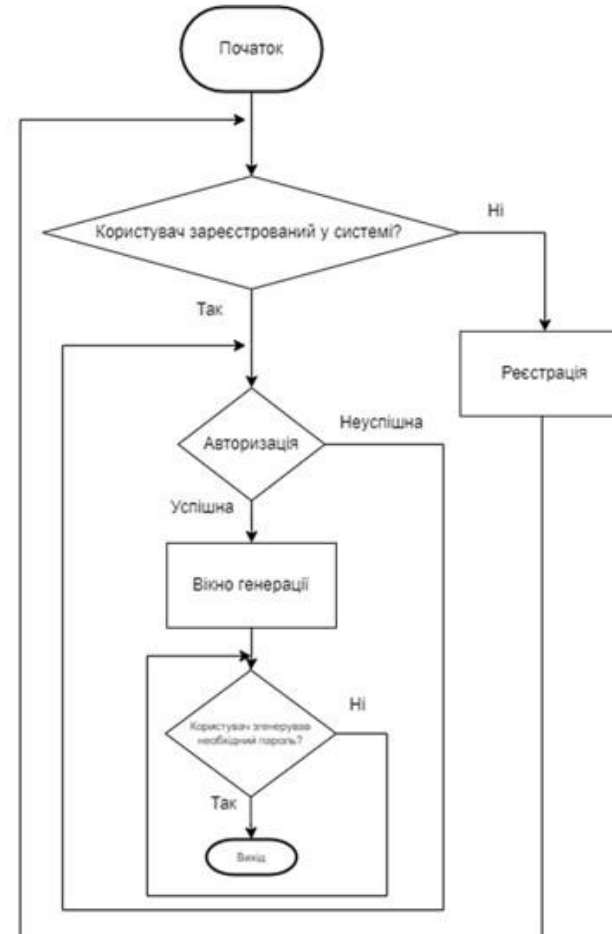 Початок
Користувач зареєстрований у системі?
Ні
Так
Реєстрація
Авторизація
Неуспішна
Успішна
Вікно генерації
Користувач згенерував
необхідний пароль?
Ні
Так
Вихід